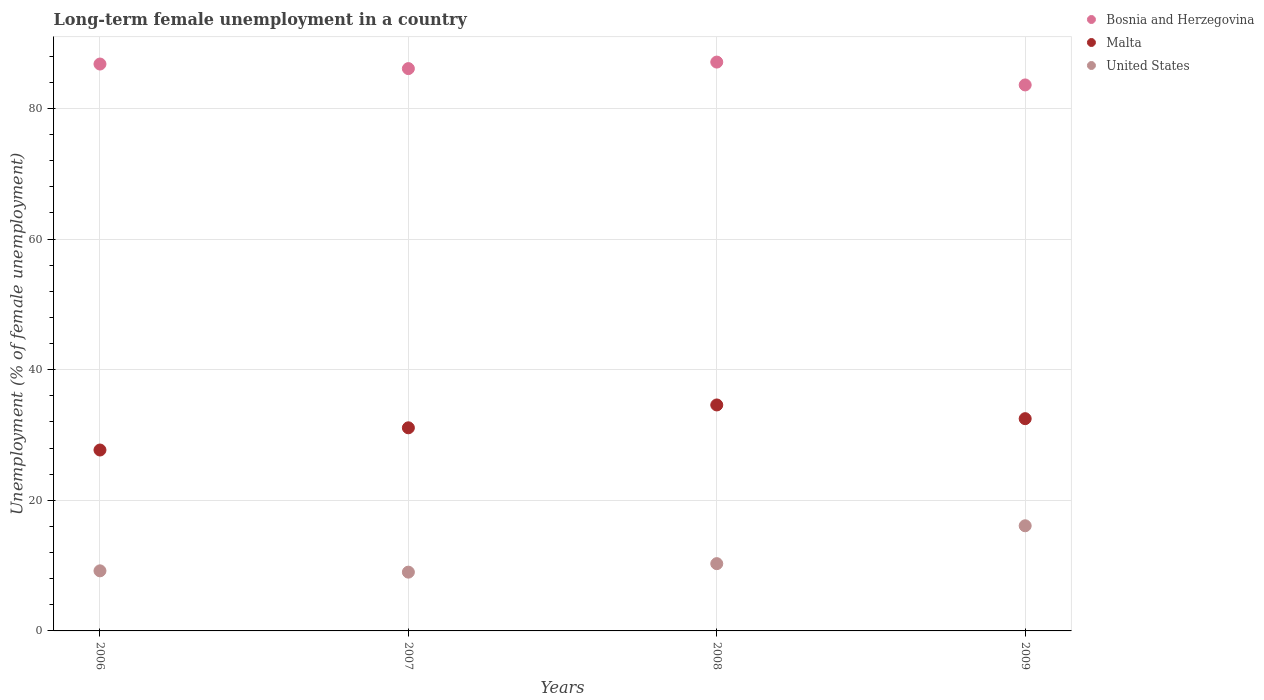 Long-term female unemployment in a country
Bosnia and Herzegovina
Malta
United States
Unemployment (% of female unemployment)
80
60
40
20
0
2006
2007
2008
2009
Years